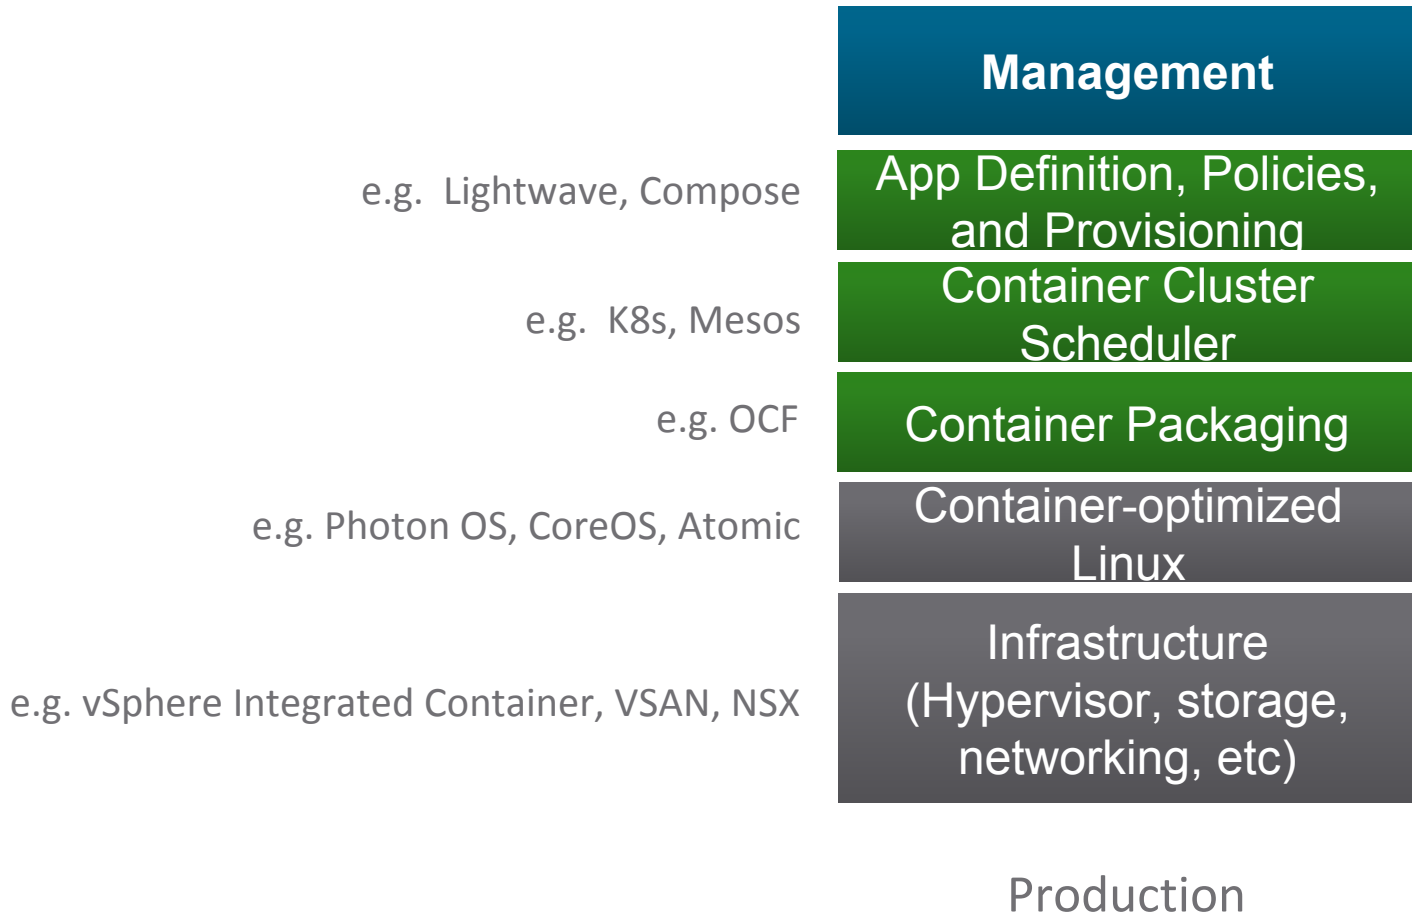 Management
e.g.  Lightwave, Compose
App Definition, Policies,
and Provisioning
e.g.  K8s, Mesos
Container Cluster
Scheduler
e.g. OCF
Container Packaging
e.g. Photon OS, CoreOS, Atomic
Container-optimized
Linux
e.g. vSphere Integrated Container, VSAN, NSX
Infrastructure
(Hypervisor, storage,
networking, etc)
Production